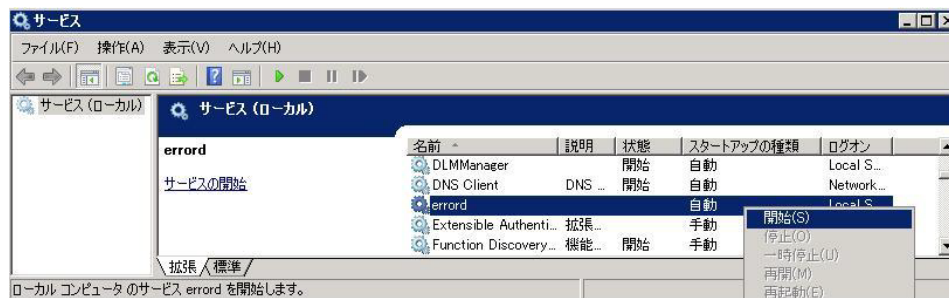 サービス
ファイル(F) 操作(A) 表示(V) ヘルプ(H)
サービス (ローカル)
サービス (ローカル)
errord
サービスの開始
名前 説明 状態 スタートアップの種類 ログオン
DLMManager 開始 自動 Local S...
DNS Client DNS ... 開始 自動 Network...
errord 自動 Local S...
Extensible Authenti... 拡張... 手動
Function Discovery... 機能... 開始 手動
開始(S)
停止(O)
一時停止(U)
再開(M)
再起動(E)
拡張 標準
ローカル コンピュータ のサービス errord を開始します。